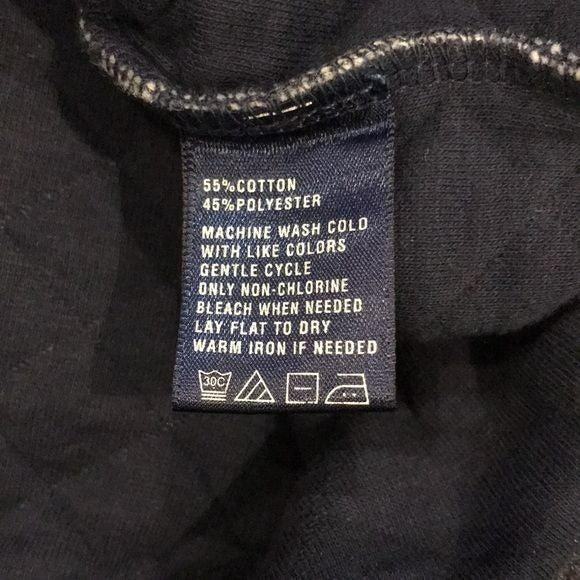 55%COTTON
45%POLYESTER
MACHINE WASH COLD
WITH LIKE COLORS
GENTLE CYCLE
ONLY NON-CHLORINE
BLEACH WHEN NEEDED
LAY FLAT TO DRY
WARM IRON IF NEEDED
30C